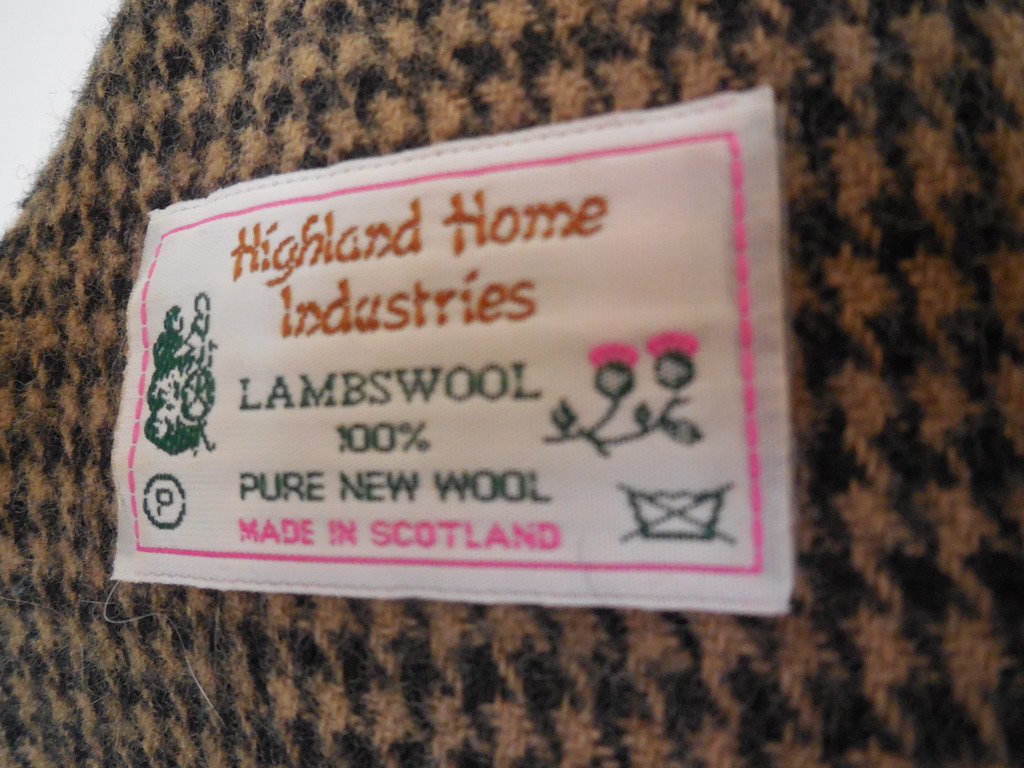 Highland Home
Industries
LAMBSWOOL
100%
PURE NEW WOOL
MADE IN SCOTLAND
P